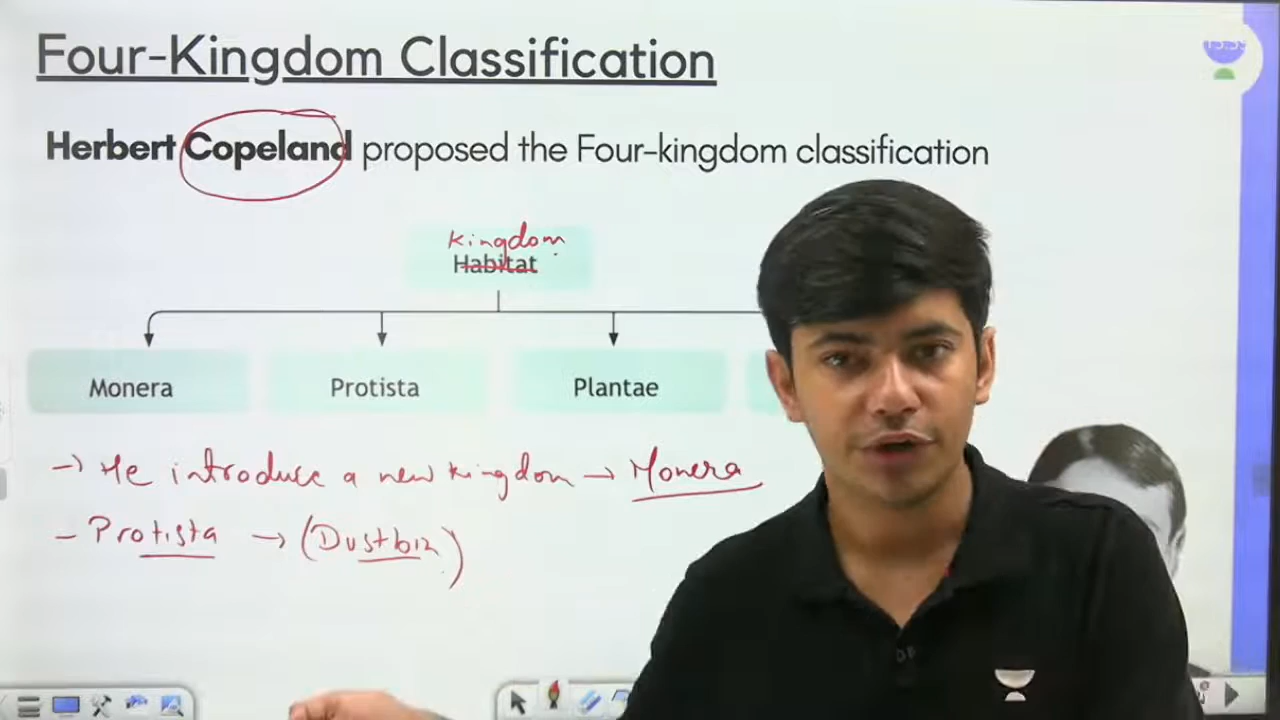 Four-Kingdom Classification
Herbert Copeland proposed the Four-kingdom classification
Kingdom
Habitat
Monera Protista Plantae
→ He introduce a new kingdom → Monera
- Protista → (Dustbin)